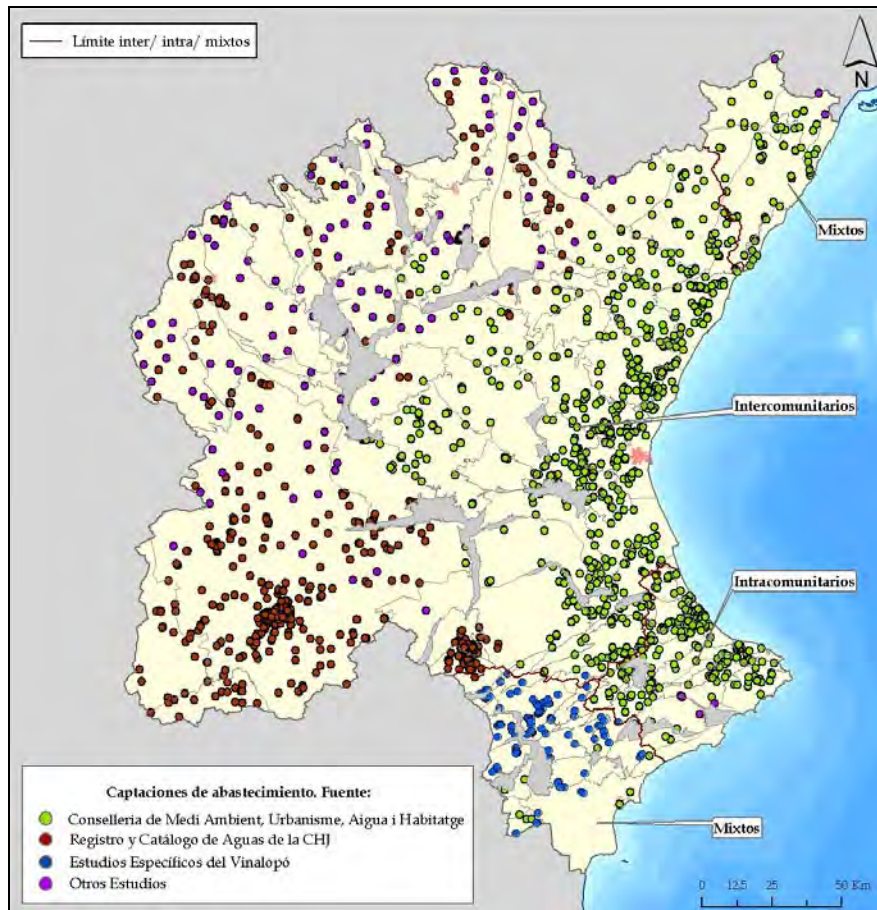 Límite inter/ intra/ mixtos
N
Mixtos
Intercomunitarios
Intracomunitarios
Mixtos
Captaciones de abastecimiento. Fuente:
Conselleria de Medi Ambient, Urbanisme, Aigua i Habitatge
Registro y Catálogo de Aguas de la CHJ
Estudios Específicos del Vinalopó
Otros Estudios
0 12,5 25 50 Km